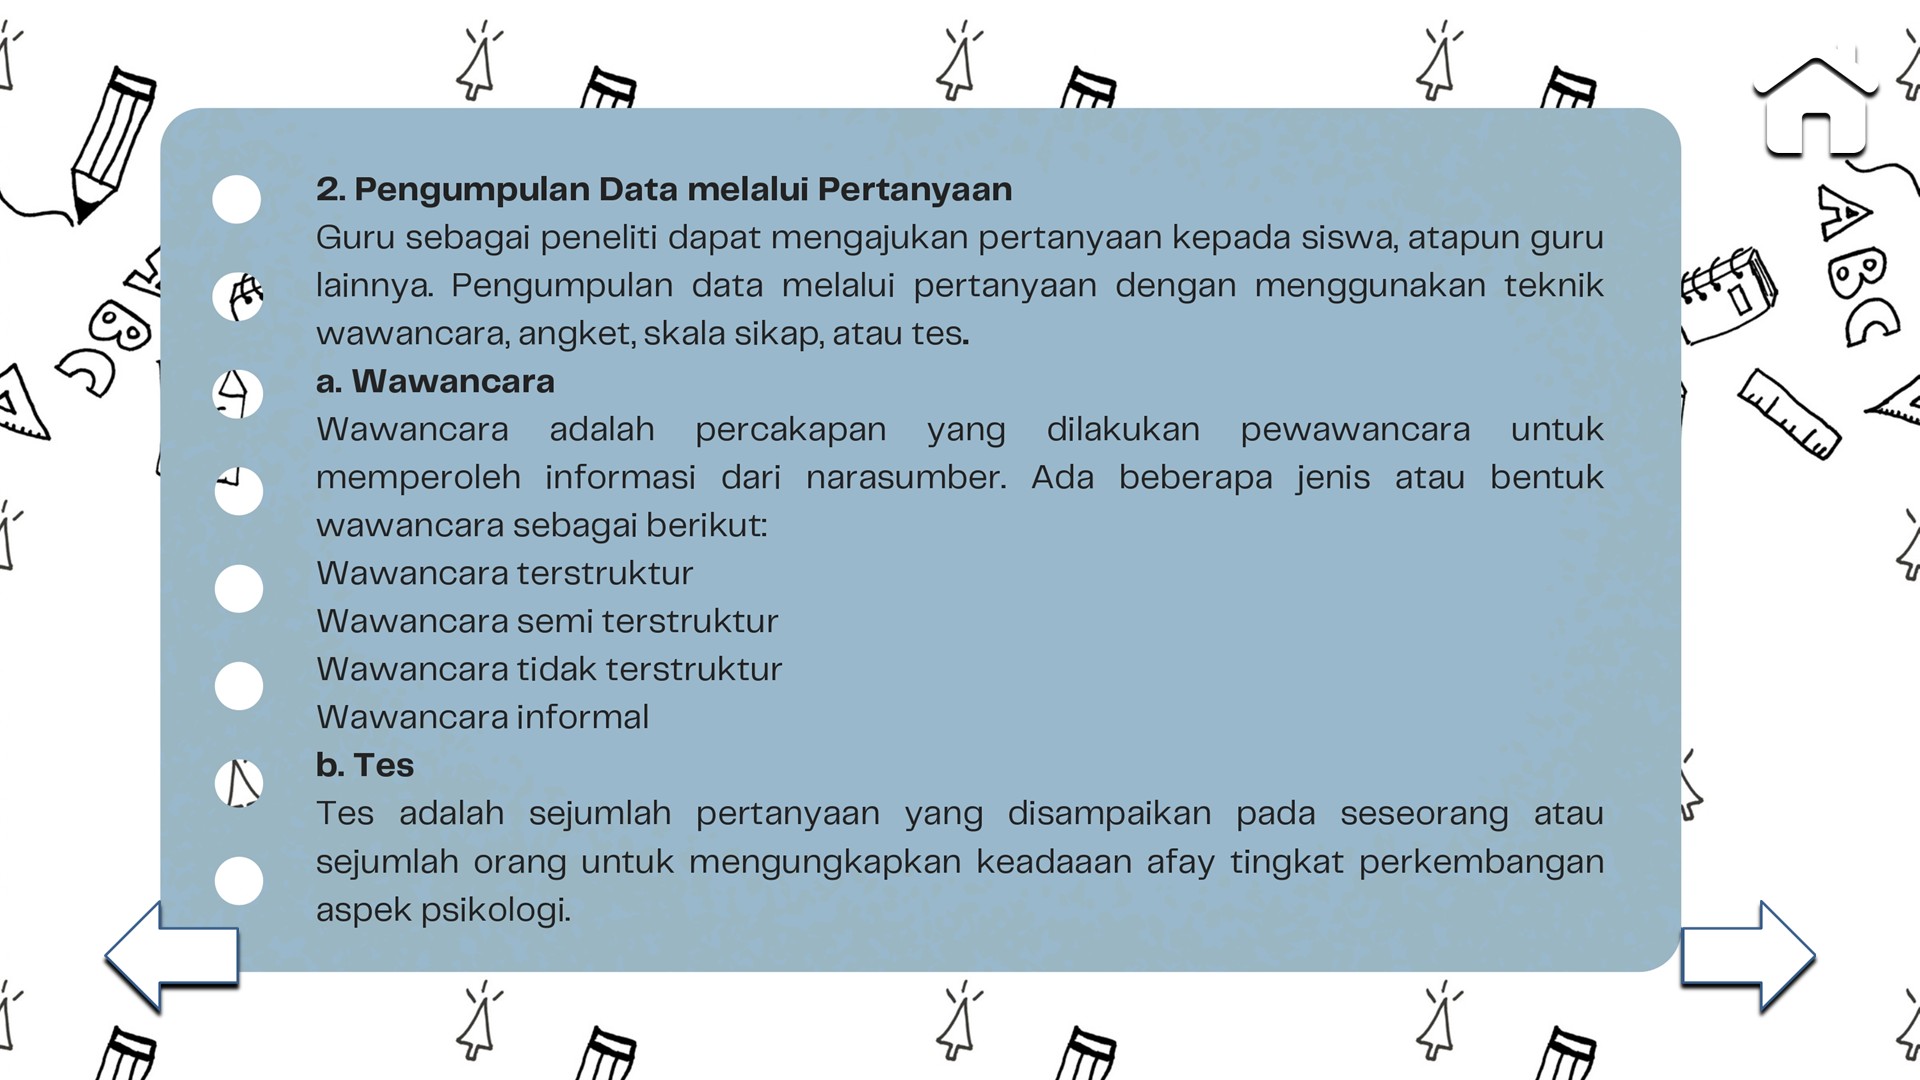 2. Pengumpulan Data melalui Pertanyaan
Guru sebagai peneliti dapat mengajukan pertanyaan kepada siswa, atapun guru
lainnya. Pengumpulan data melalui pertanyaan dengan menggunakan teknik
wawancara, angket, skala sikap, atau tes.
a. Wawancara
Wawancara adalah percakapan yang dilakukan pewawancara untuk
memperoleh informasi dari narasumber. Ada beberapa jenis atau bentuk
wawancara sebagai berikut:
Wawancara terstruktur
Wawancara semi terstruktur
Wawancara tidak terstruktur
Wawancara informal
b. Tes
Tes adalah sejumlah pertanyaan yang disampaikan pada seseorang atau
sejumlah orang untuk mengungkapkan keadaaan afay tingkat perkembangan
aspek psikologi.
ABC
ABC